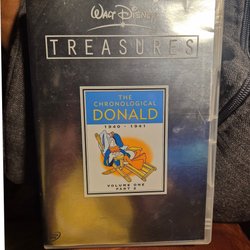 WALT DISNEY
TREASURES
THE
CHRONOLOGICAL
DONALD
1940 - 1941
VOLUME ONE
PART 2